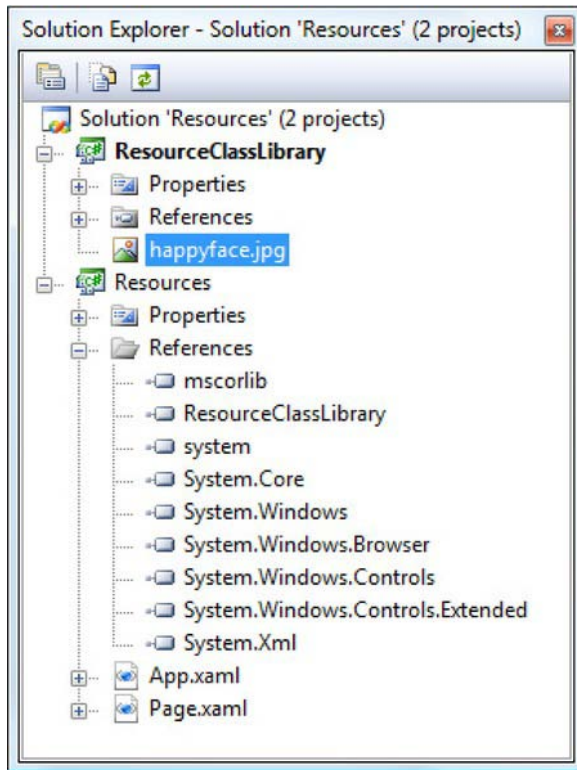 Solution Explorer - Solution 'Resources' (2 projects)
Solution 'Resources' (2 projects)
ResourceClassLibrary
Properties
References
happyface.jpg
Resources
Properties
References
mscorlib
ResourceClassLibrary
system
System.Core
System.Windows
System.Windows.Browser
System.Windows.Controls
System.Windows.Controls.Extended
System.Xml
App.xaml
Page.xaml